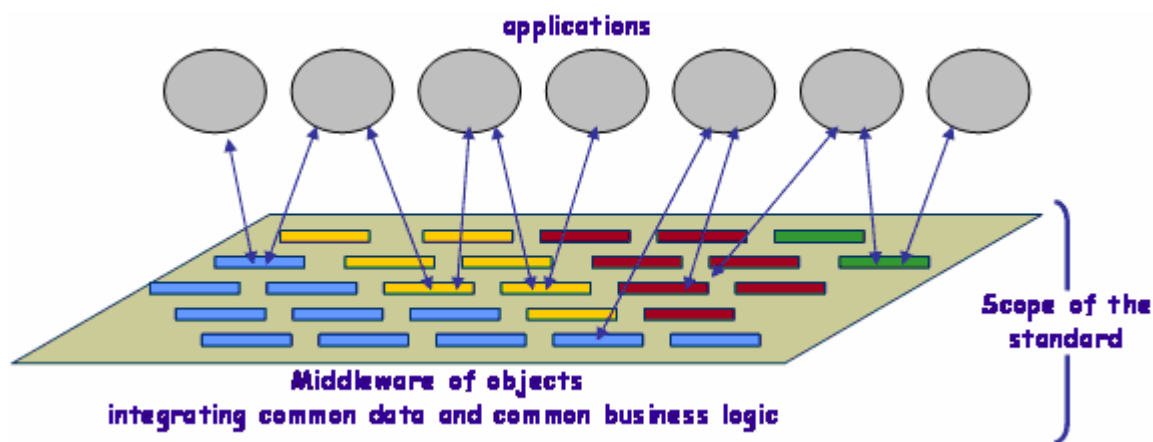 applications
Scope of the
standard
Middleware of objects
integrating common data and common business logic